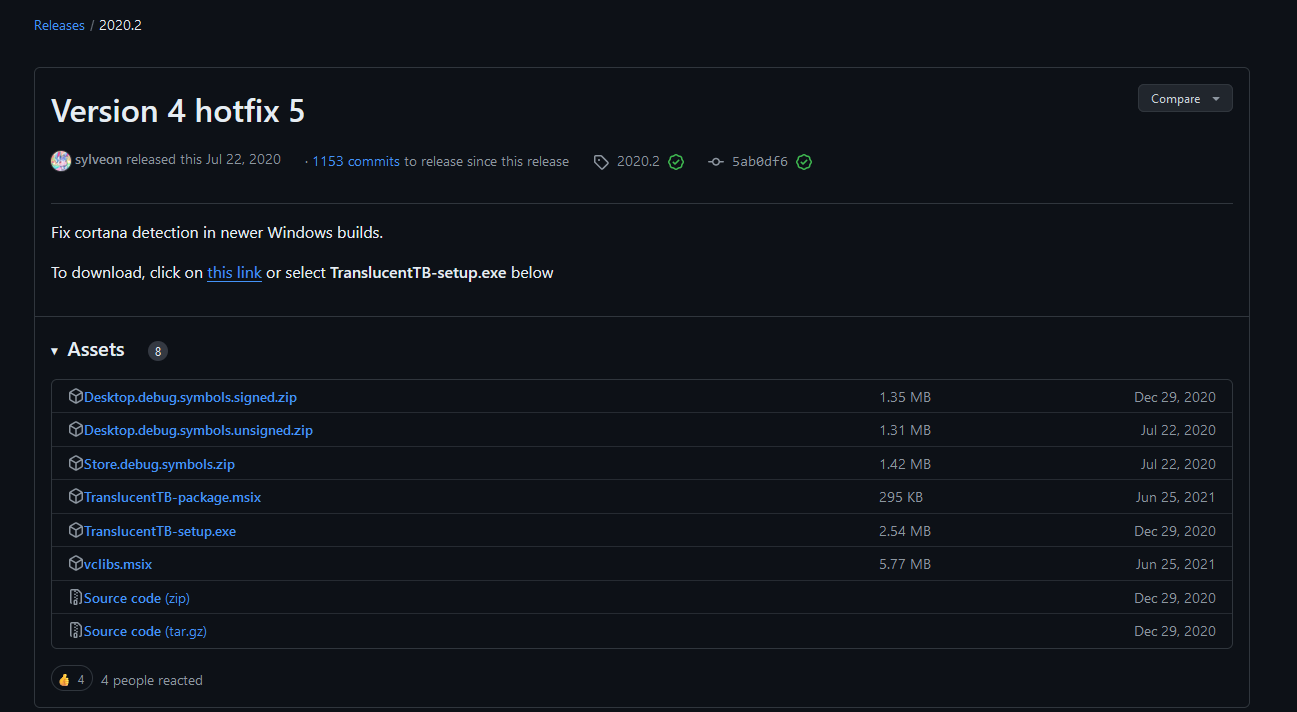 Releases / 2020.2
Version 4 hotfix 5
Compare
sylveon released this Jul 22, 2020 · 1153 commits to release since this release 2020.2 5ab0df6
Fix cortana detection in newer Windows builds.
To download, click on this link or select TranslucentTB-setup.exe below
Assets 8
Desktop.debug.symbols.signed.zip 1.35 MB Dec 29, 2020
Desktop.debug.symbols.unsigned.zip 1.31 MB Jul 22, 2020
Store.debug.symbols.zip 1.42 MB Jul 22, 2020
TranslucentTB-package.msix 295 KB Jun 25, 2021
TranslucentTB-setup.exe 2.54 MB Dec 29, 2020
vclibs.msix 5.77 MB Jun 25, 2021
Source code (zip) Dec 29, 2020
Source code (tar.gz) Dec 29, 2020
👍 4 4 people reacted